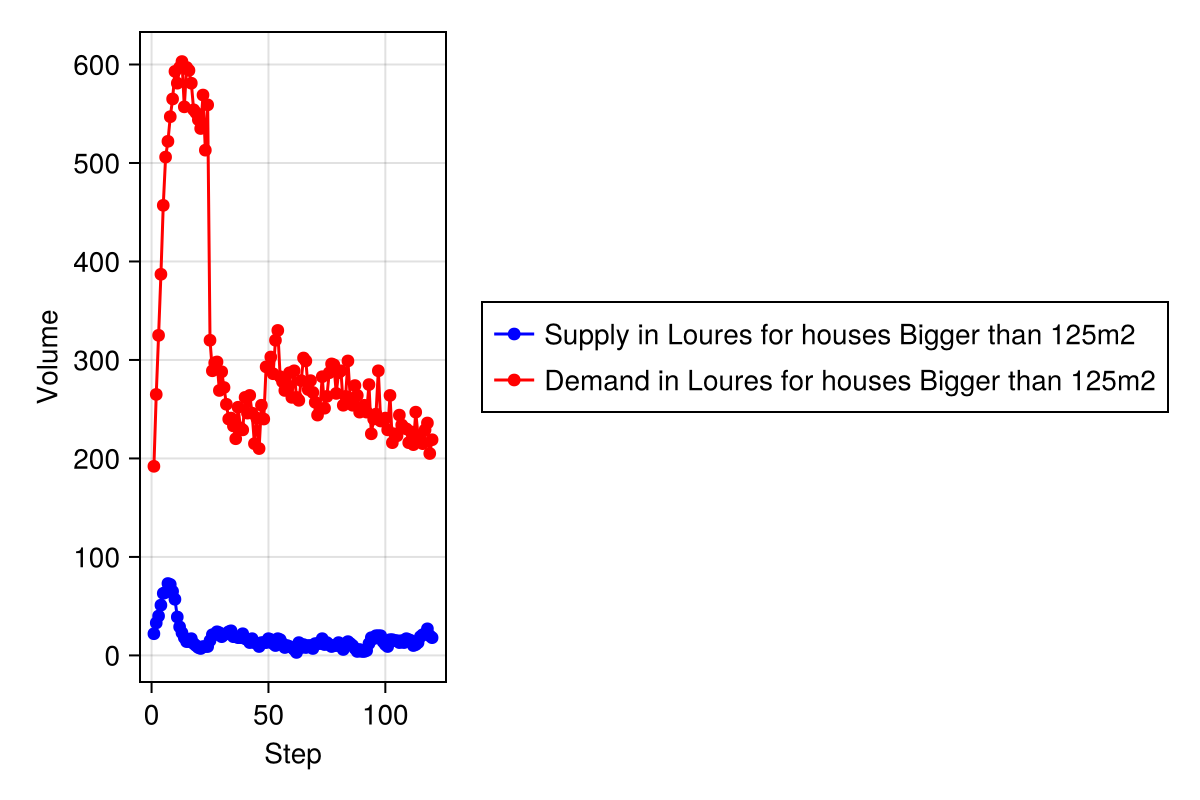 600
500
400
300
200
100
0
Volume
0 50 100
Step
Supply in Loures for houses Bigger than 125m2
Demand in Loures for houses Bigger than 125m2